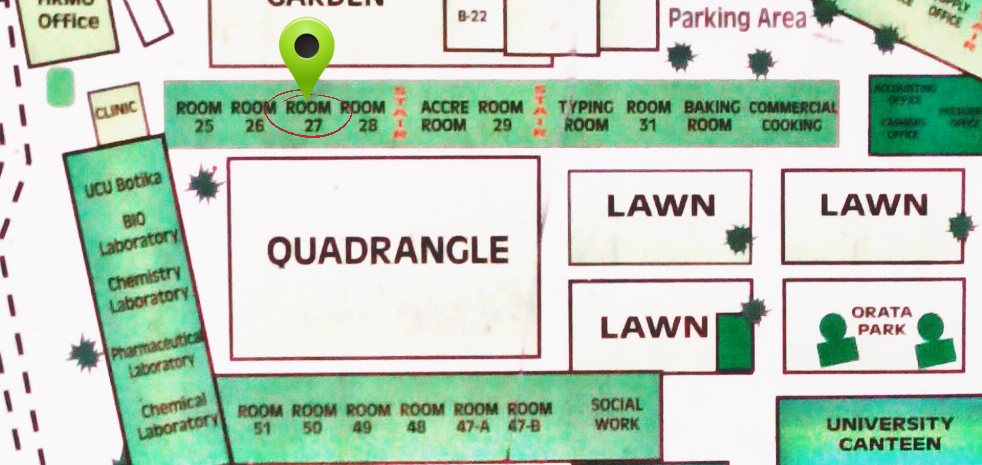 GARDEN
HRMO
Office
B-22
Parking Area
OFFICE
SUPPLY
OFFICE
STAIR
CLINIC
ROOM
25
ROOM
26
ROOM
27
ROOM
28
STAIR
ACCRE
ROOM
ROOM
29
STAIR
TYPING
ROOM
ROOM
31
BAKING
ROOM
COMMERCIAL
COOKING
ACCOUNTING
OFFICE
CASHIERS
OFFICE
OFFICE
UCU Botika
BIO
Laboratory
Chemistry
Laboratory
Pharmaceutical
Laboratory
Chemical
Laboratory
QUADRANGLE
LAWN
LAWN
LAWN
ORATA
PARK
ROOM
51
ROOM
50
ROOM
49
ROOM
48
ROOM
47-A
ROOM
47-B
SOCIAL
WORK
UNIVERSITY
CANTEEN